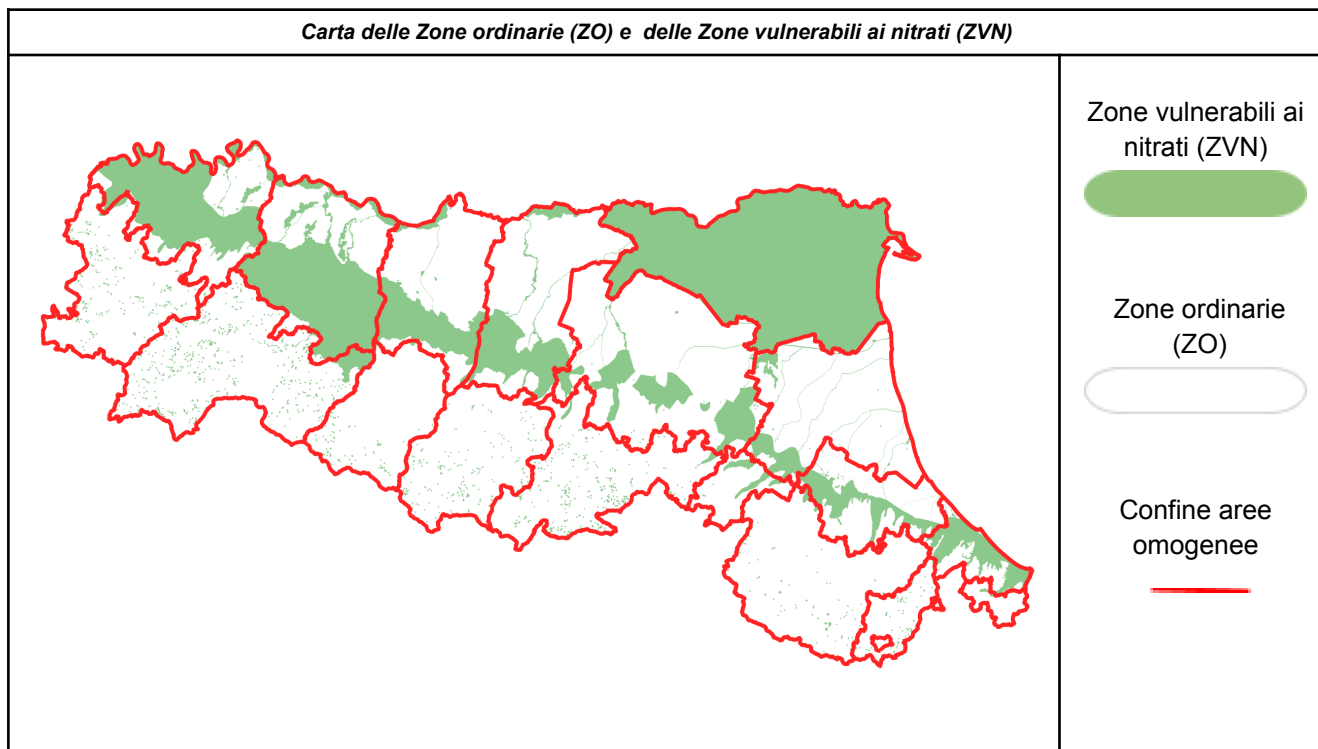 Carta delle Zone ordinarie (ZO) e delle Zone vulnerabili ai nitrati (ZVN)
Zone vulnerabili ai
nitrati (ZVN)
Zone ordinarie
(ZO)
Confine aree
omogenee